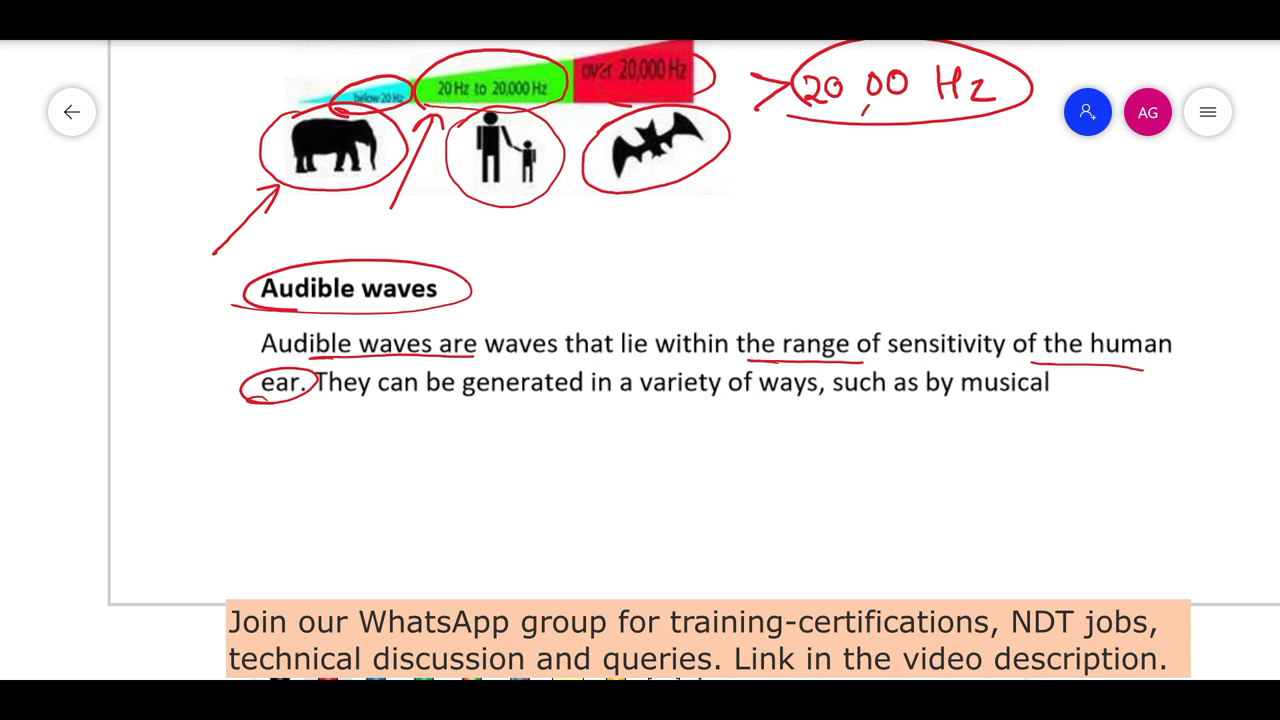 below 20 Hz 20 Hz to 20,000 Hz over 20,000 Hz > 20,00 Hz
AG
Audible waves
Audible waves are waves that lie within the range of sensitivity of the human
ear. They can be generated in a variety of ways, such as by musical
Join our WhatsApp group for training-certifications, NDT jobs,
technical discussion and queries. Link in the video description.